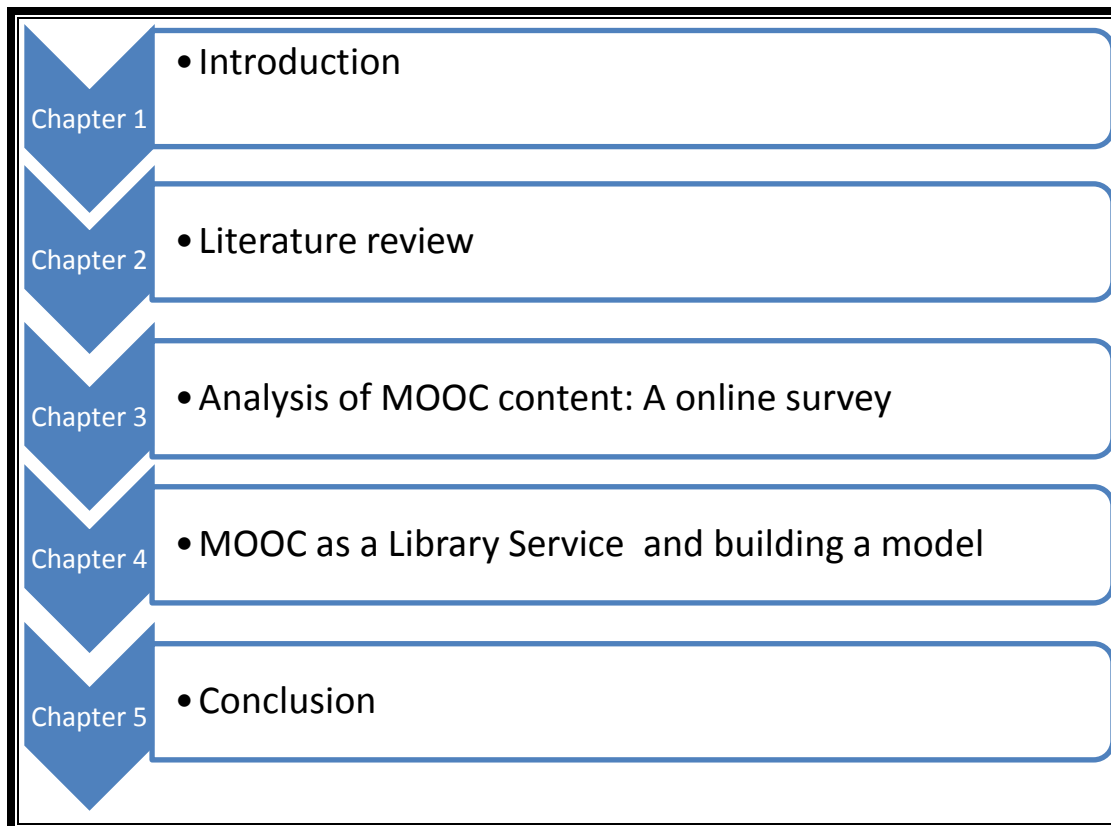 Chapter 1
• Introduction
Chapter 2
• Literature review
Chapter 3
• Analysis of MOOC content: A online survey
Chapter 4
• MOOC as a Library Service and building a model
Chapter 5
• Conclusion